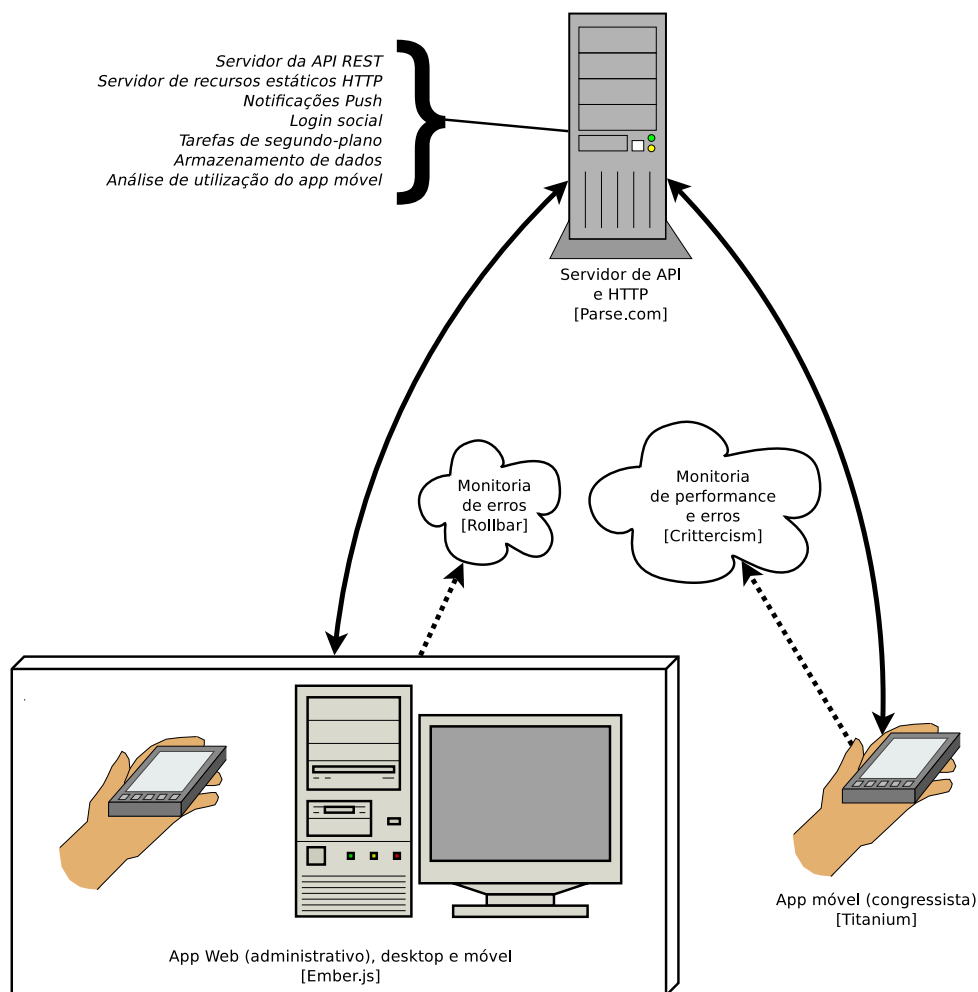 Servidor da API REST
Servidor de recursos estáticos HTTP
Notificações Push
Login social
Tarefas de segundo-plano
Armazenamento de dados
Análise de utilização do app móvel
Servidor de API
e HTTP
[Parse.com]
Monitoria
de erros
[Rollbar]
Monitoria
de performance
e erros
[Crittercism]
App móvel (congressista)
[Titanium]
App Web (administrativo), desktop e móvel
[Ember.js]